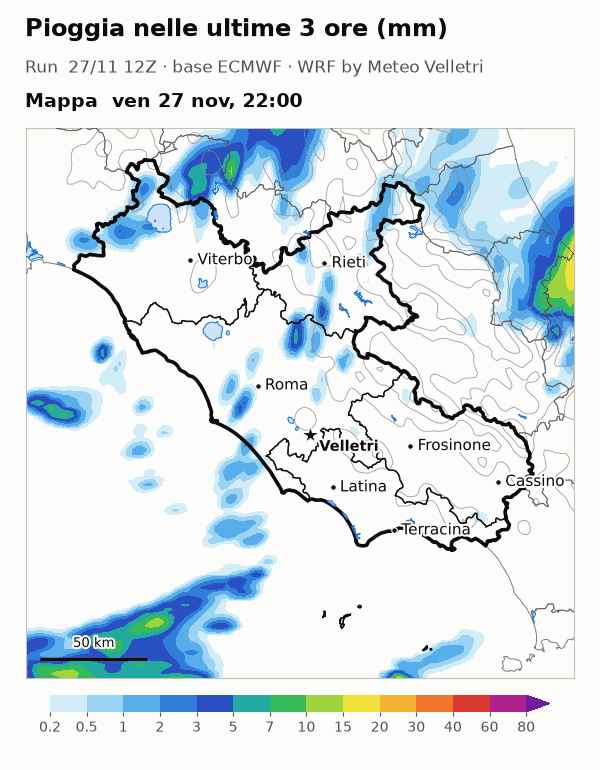 Pioggia nelle ultime 3 ore (mm)
Run  27/11 12Z · base ECMWF · WRF by Meteo Velletri
Mappa  ven 27 nov, 22:00
Viterbo
Rieti
Roma
Velletri
Frosinone
Cassino
Latina
Terracina
50 km
0.2 0.5 1 2 3 5 7 10 15 20 30 40 60 80